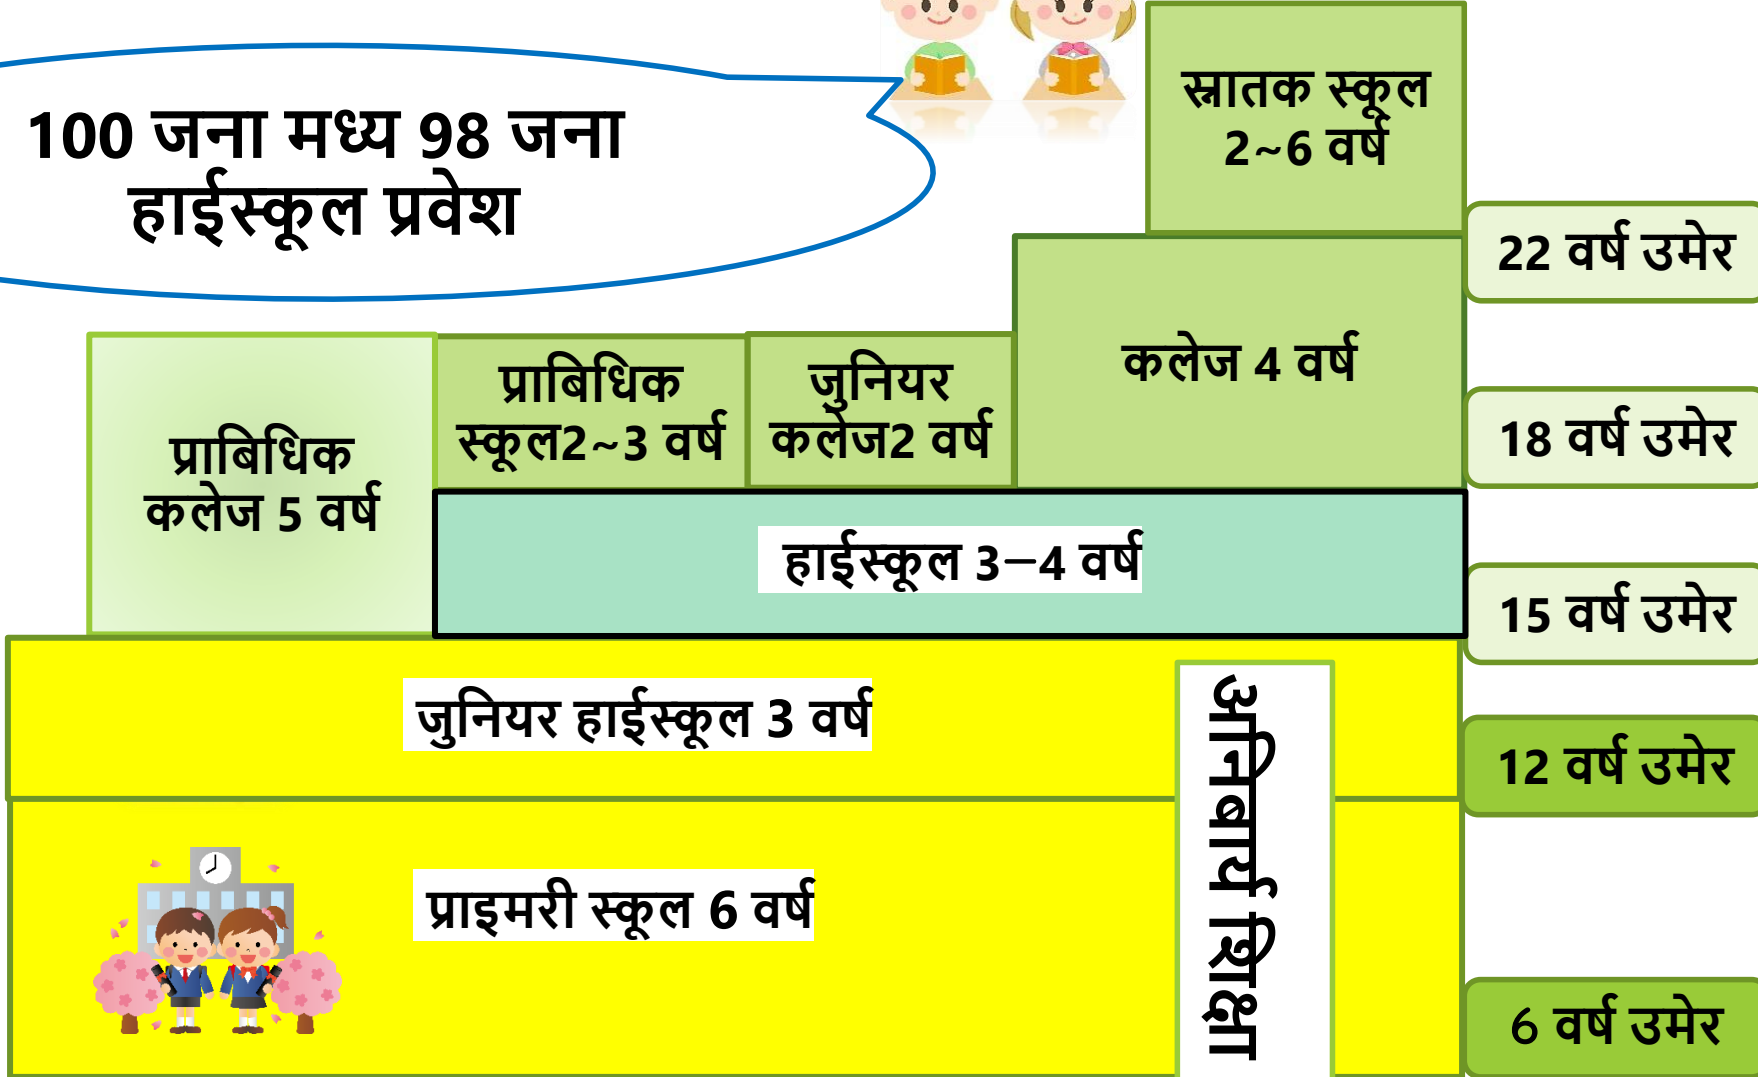 100 जना मध्य 98 जना
हाईस्कूल प्रवेश
स्नातक स्कूल
2~6 वर्ष
22 वर्ष उमेर
कलेज 4 वर्ष
प्राबिधिक
स्कूल2~3 वर्ष
जुनियर
कलेज2 वर्ष
प्राबिधिक
कलेज 5 वर्ष
18 वर्ष उमेर
हाईस्कूल 3−4 वर्ष
15 वर्ष उमेर
जुनियर हाईस्कूल 3 वर्ष
अनिबार्य शिक्षा
12 वर्ष उमेर
प्राइमरी स्कूल 6 वर्ष
6 वर्ष उमेर